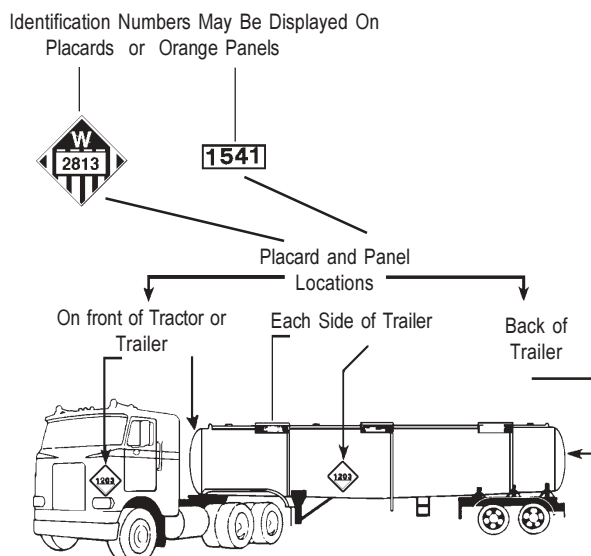 Identification Numbers May Be Displayed On
Placards or Orange Panels
W
2813
1541
Placard and Panel
Locations
On front of Tractor or
Trailer
Each Side of Trailer
Back of
Trailer
1203
1203